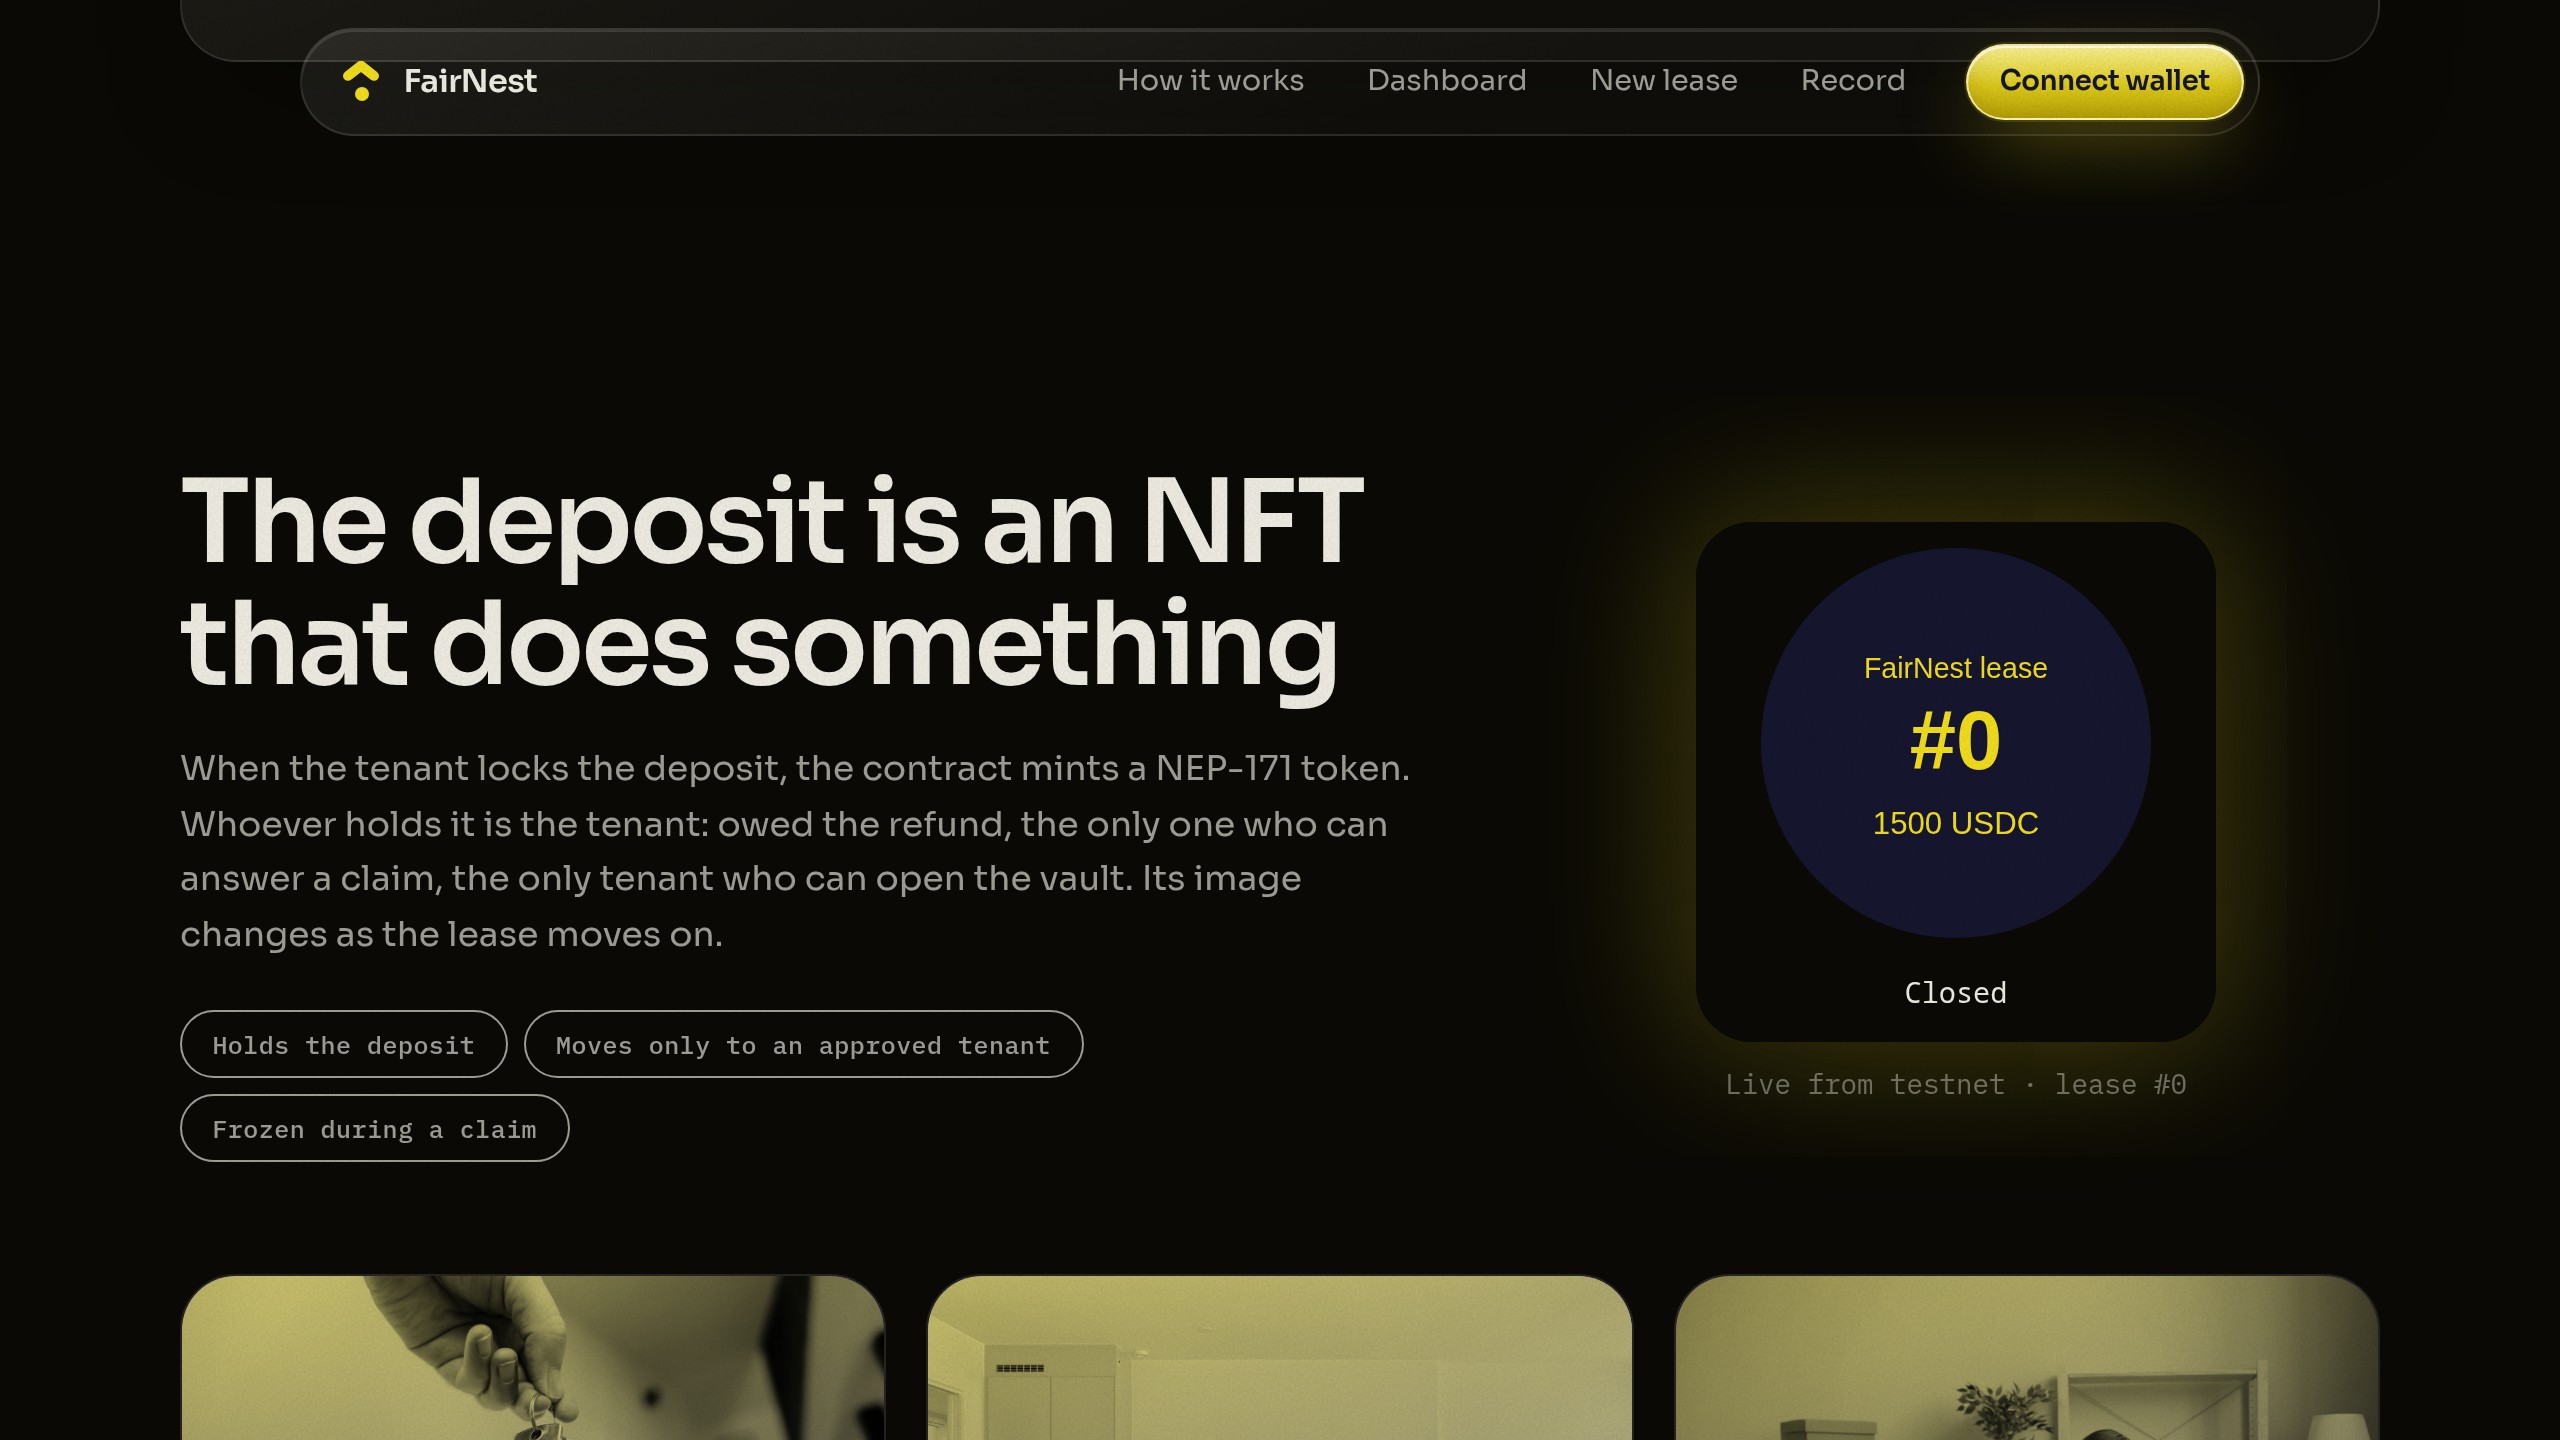 FairNest
How it works
Dashboard
New lease
Record
Connect wallet
The deposit is an NFT
that does something
When the tenant locks the deposit, the contract mints a NEP-171 token.
Whoever holds it is the tenant: owed the refund, the only one who can
answer a claim, the only tenant who can open the vault. Its image
changes as the lease moves on.
Holds the deposit
Moves only to an approved tenant
Frozen during a claim
FairNest lease
#0
1500 USDC
Closed
Live from testnet · lease #0